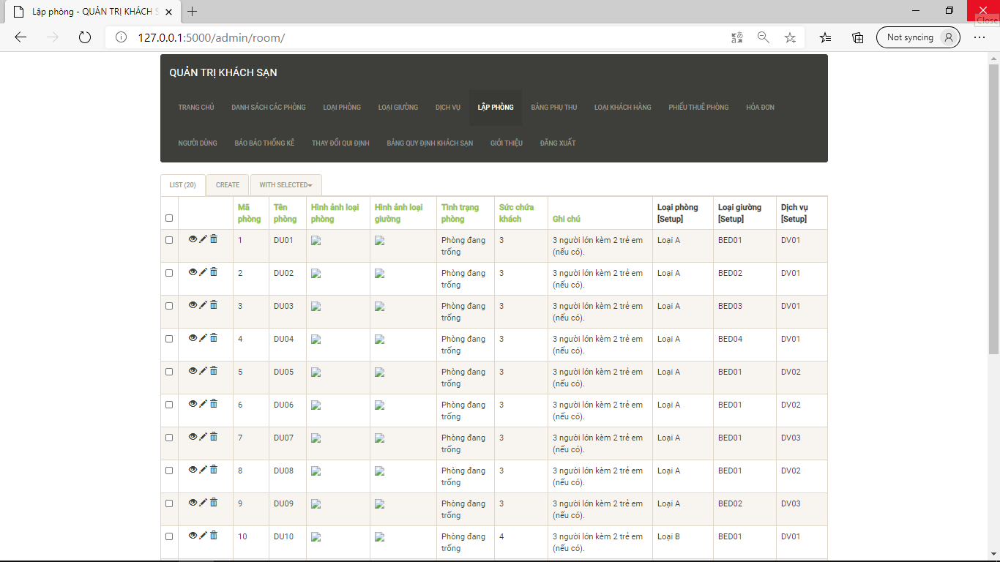 Lập phòng - QUẢN TRỊ KHÁCH S
Close
127.0.0.1:5000/admin/room/
Not syncing
QUẢN TRỊ KHÁCH SẠN
TRANG CHỦ DANH SÁCH CÁC PHÒNG LOẠI PHÒNG LOẠI GIƯỜNG DỊCH VỤ LẬP PHÒNG BẢNG PHỤ THU LOẠI KHÁCH HÀNG PHIẾU THUÊ PHÒNG HÓA ĐƠN
NGƯỜI DÙNG BÁO BÁO THỐNG KÊ THAY ĐỔI QUI ĐỊNH BẢNG QUY ĐỊNH KHÁCH SẠN GIỚI THIỆU ĐĂNG XUẤT
LIST (20) CREATE WITH SELECTED
Mã Tên Hình ảnh loại Hình ảnh loại Tình trạng Sức chứa Loại phòng Loại giường Dịch vụ
phòng phòng phòng giường phòng khách Ghi chú [Setup] [Setup] [Setup]
1 DU01 Phòng đang 3 3 người lớn kèm 2 trẻ em Loại A BED01 DV01
trống (nếu có).
2 DU02 Phòng đang 3 3 người lớn kèm 2 trẻ em Loại A BED02 DV01
trống (nếu có).
3 DU03 Phòng đang 3 3 người lớn kèm 2 trẻ em Loại A BED03 DV01
trống (nếu có).
4 DU04 Phòng đang 3 3 người lớn kèm 2 trẻ em Loại A BED04 DV01
trống (nếu có).
5 DU05 Phòng đang 3 3 người lớn kèm 2 trẻ em Loại A BED01 DV02
trống (nếu có).
6 DU06 Phòng đang 3 3 người lớn kèm 2 trẻ em Loại A BED01 DV02
trống (nếu có).
7 DU07 Phòng đang 3 3 người lớn kèm 2 trẻ em Loại A BED01 DV03
trống (nếu có).
8 DU08 Phòng đang 3 3 người lớn kèm 2 trẻ em Loại A BED01 DV02
trống (nếu có).
9 DU09 Phòng đang 3 3 người lớn kèm 2 trẻ em Loại A BED02 DV03
trống (nếu có).
10 DU10 Phòng đang 4 3 người lớn kèm 2 trẻ em Loại B BED01 DV01
trống (nếu có).